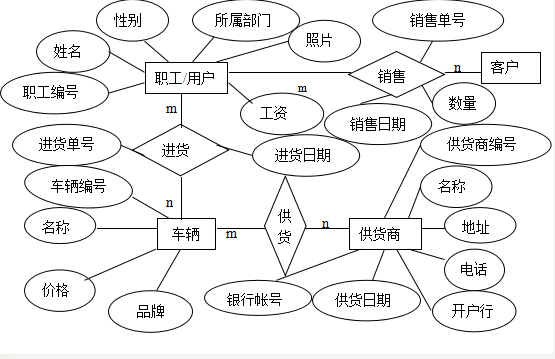 性别
所属部门
销售单号
照片
姓名
职工/用户
销售
n
客户
m
职工编号
m
工资
数量
销售日期
进货单号
进货
进货日期
供货商编号
车辆编号
名称
n
供
货
名称
车辆
m
n
供货商
地址
电话
价格
品牌
银行帐号
供货日期
开户行